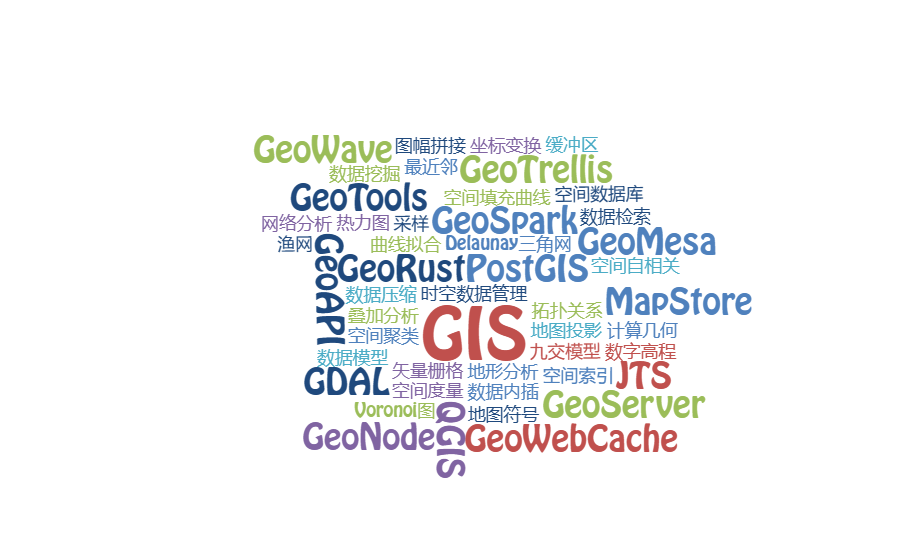 GeoWave 图幅拼接 坐标变换 缓冲区
数据挖掘 最近邻 GeoTrellis
GeoTools 空间填充曲线 空间数据库
网络分析 热力图 采样 GeoSpark 数据检索
渔网 曲线拟合 Delaunay三角网 GeoMesa
GeoAPI
GeoRust PostGIS 空间自相关
数据压缩 时空数据管理 MapStore
叠加分析 GIS 拓扑关系
空间聚类 地图投影 计算几何
数据模型 九交模型 数字高程
GDAL 矢量栅格 地形分析 空间索引 JTS
空间度量 数据内插
Voronoi图 地图符号 GeoServer
QGIS
GeoNode GeoWebCache